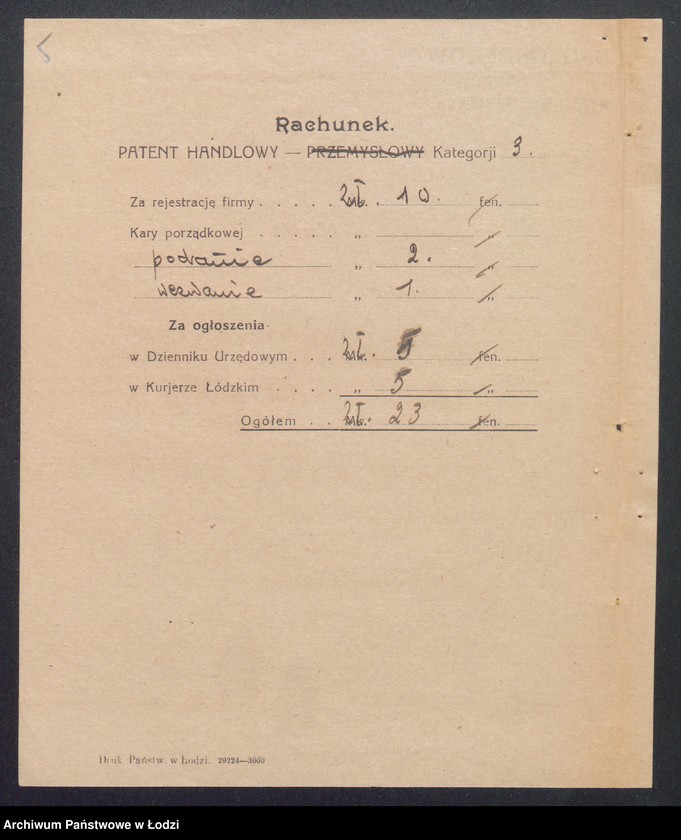 5
Rachunek.
PATENT HANDLOWY — PRZEMYSŁOWY Kategorji 3.
Za rejestrację firmy . . . . . zł. 10. fen.
Kary porządkowej . . . . . „ „
podanie „ 2. „
wezwanie „ 1. „
Za ogłoszenia
w Dzienniku Urzędowym . . . zł. 5 fen.
w Kurjerze Łódzkim . . . . „ 5 „
Ogółem . . zł. 23 fen.
Druk Państw. w Łodzi. 29224—3000
Archiwum Państwowe w Łodzi